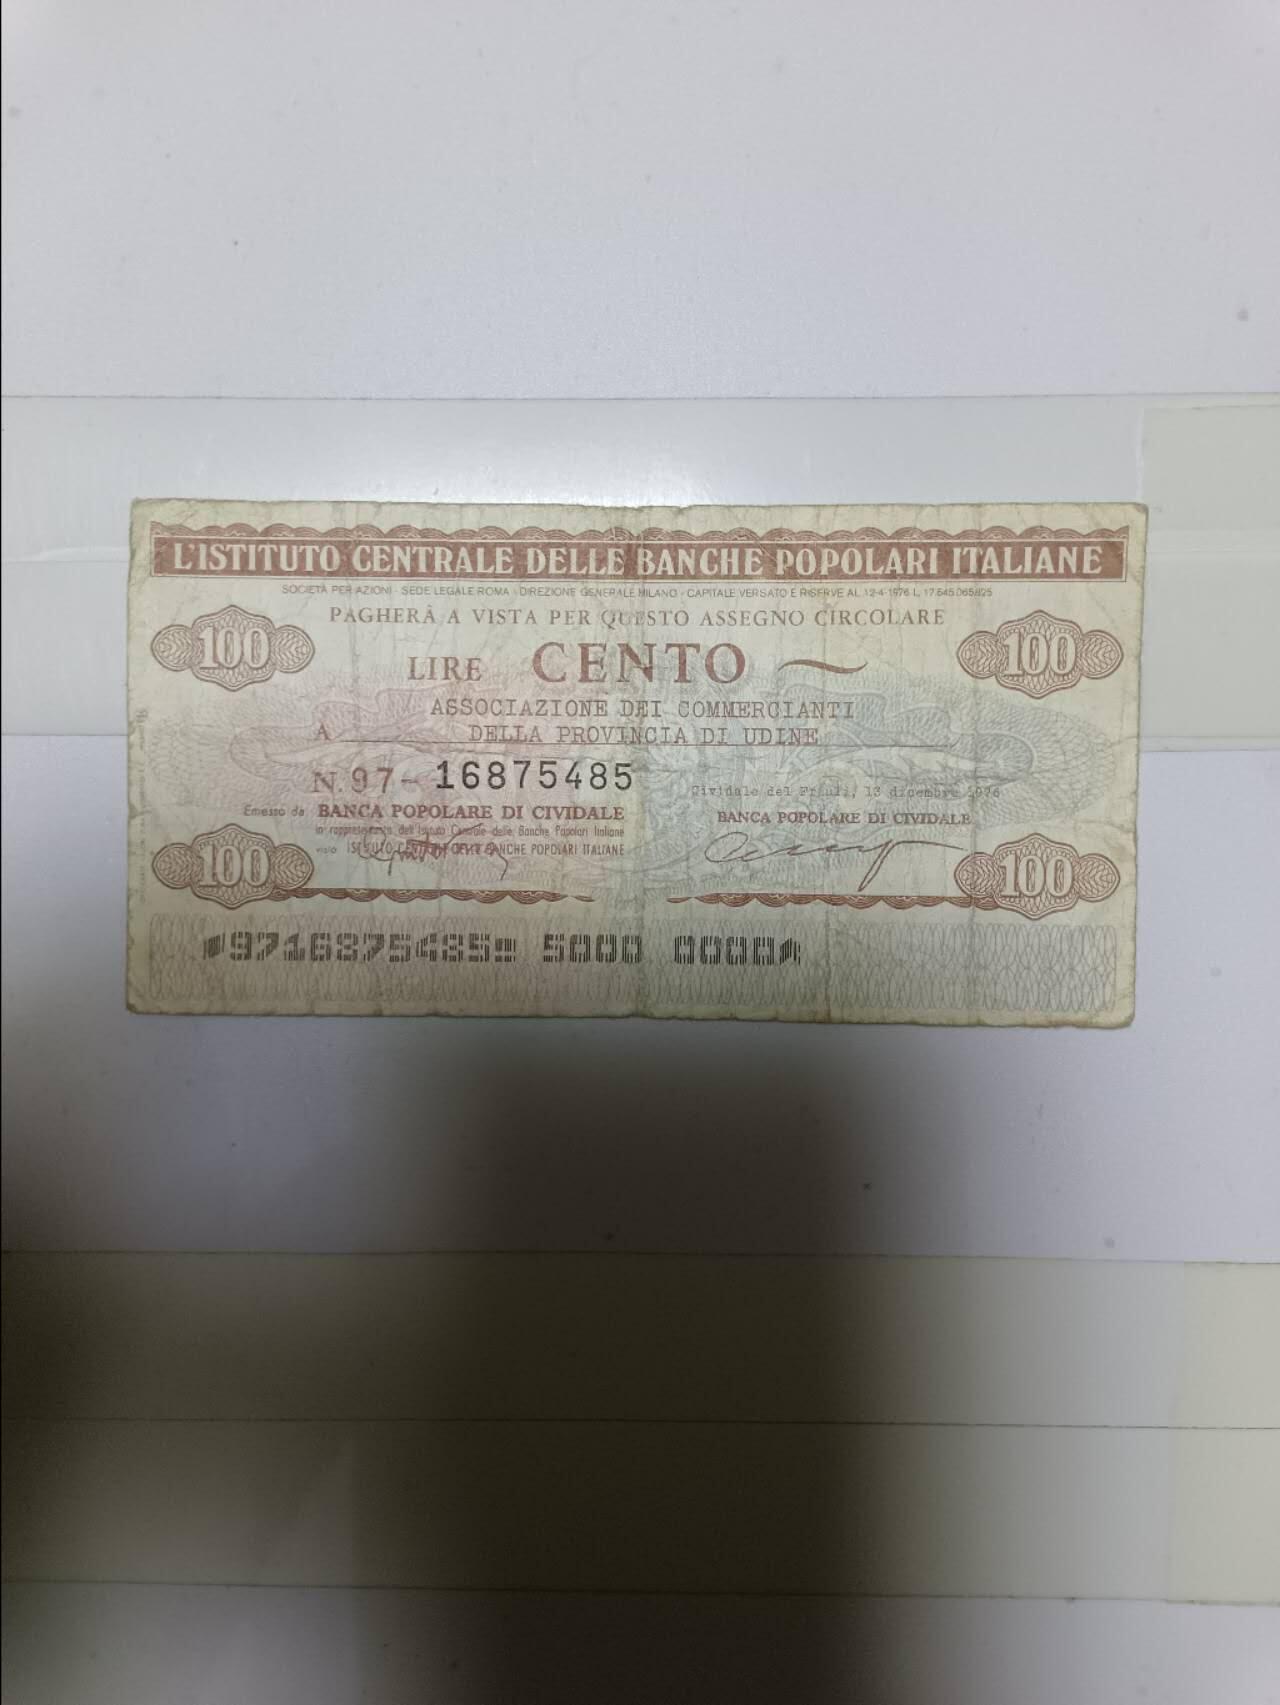 L'ISTITUTO CENTRALE DELLE BANCHE POPOLARI ITALIANE
SOCIETÀ PER AZIONI - SEDE LEGALE ROMA - DIREZIONE GENERALE MILANO - CAPITALE VERSATO E RISERVE AL 12-4-1976 L. 17.545.065.825
PAGHERÀ A VISTA PER QUESTO ASSEGNO CIRCOLARE
100 100
LIRE CENTO
ASSOCIAZIONE DEI COMMERCIANTI
A DELLA PROVINCIA DI UDINE
N. 97- 16875485
Cividale del Friuli, 13 dicembre 1976
Emesso da BANCA POPOLARE DI CIVIDALE
BANCA POPOLARE DI CIVIDALE
in rappresentanza dell'Istituto Centrale delle Banche Popolari Italiane
visto ISTITUTO CENTRALE DELLE BANCHE POPOLARI ITALIANE
100 100
9716875485 5000 0000